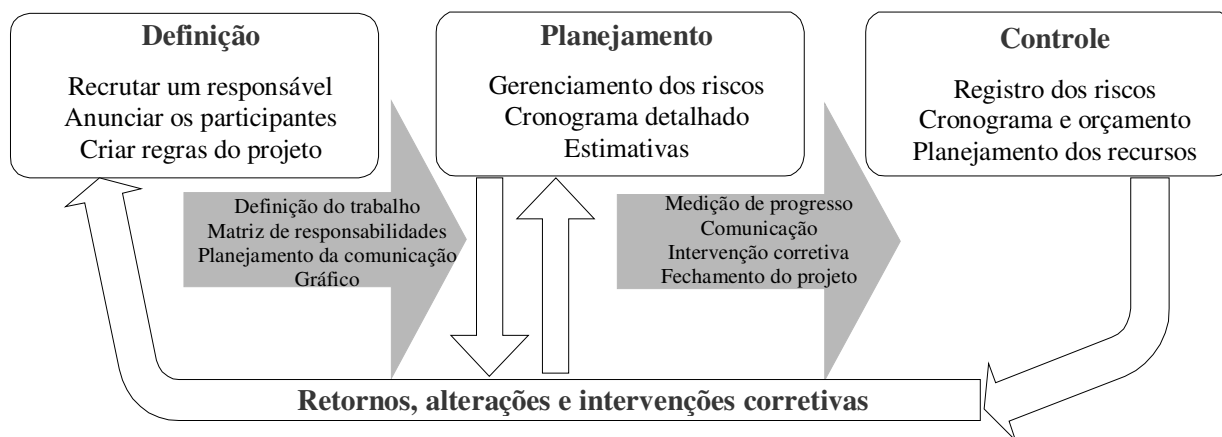 Definição
Recrutar um responsável
Anunciar os participantes
Criar regras do projeto
Planejamento
Gerenciamento dos riscos
Cronograma detalhado
Estimativas
Controle
Registro dos riscos
Cronograma e orçamento
Planejamento dos recursos
Definição do trabalho
Matriz de responsabilidades
Planejamento da comunicação
Gráfico
Medição de progresso
Comunicação
Intervenção corretiva
Fechamento do projeto
Retornos, alterações e intervenções corretivas